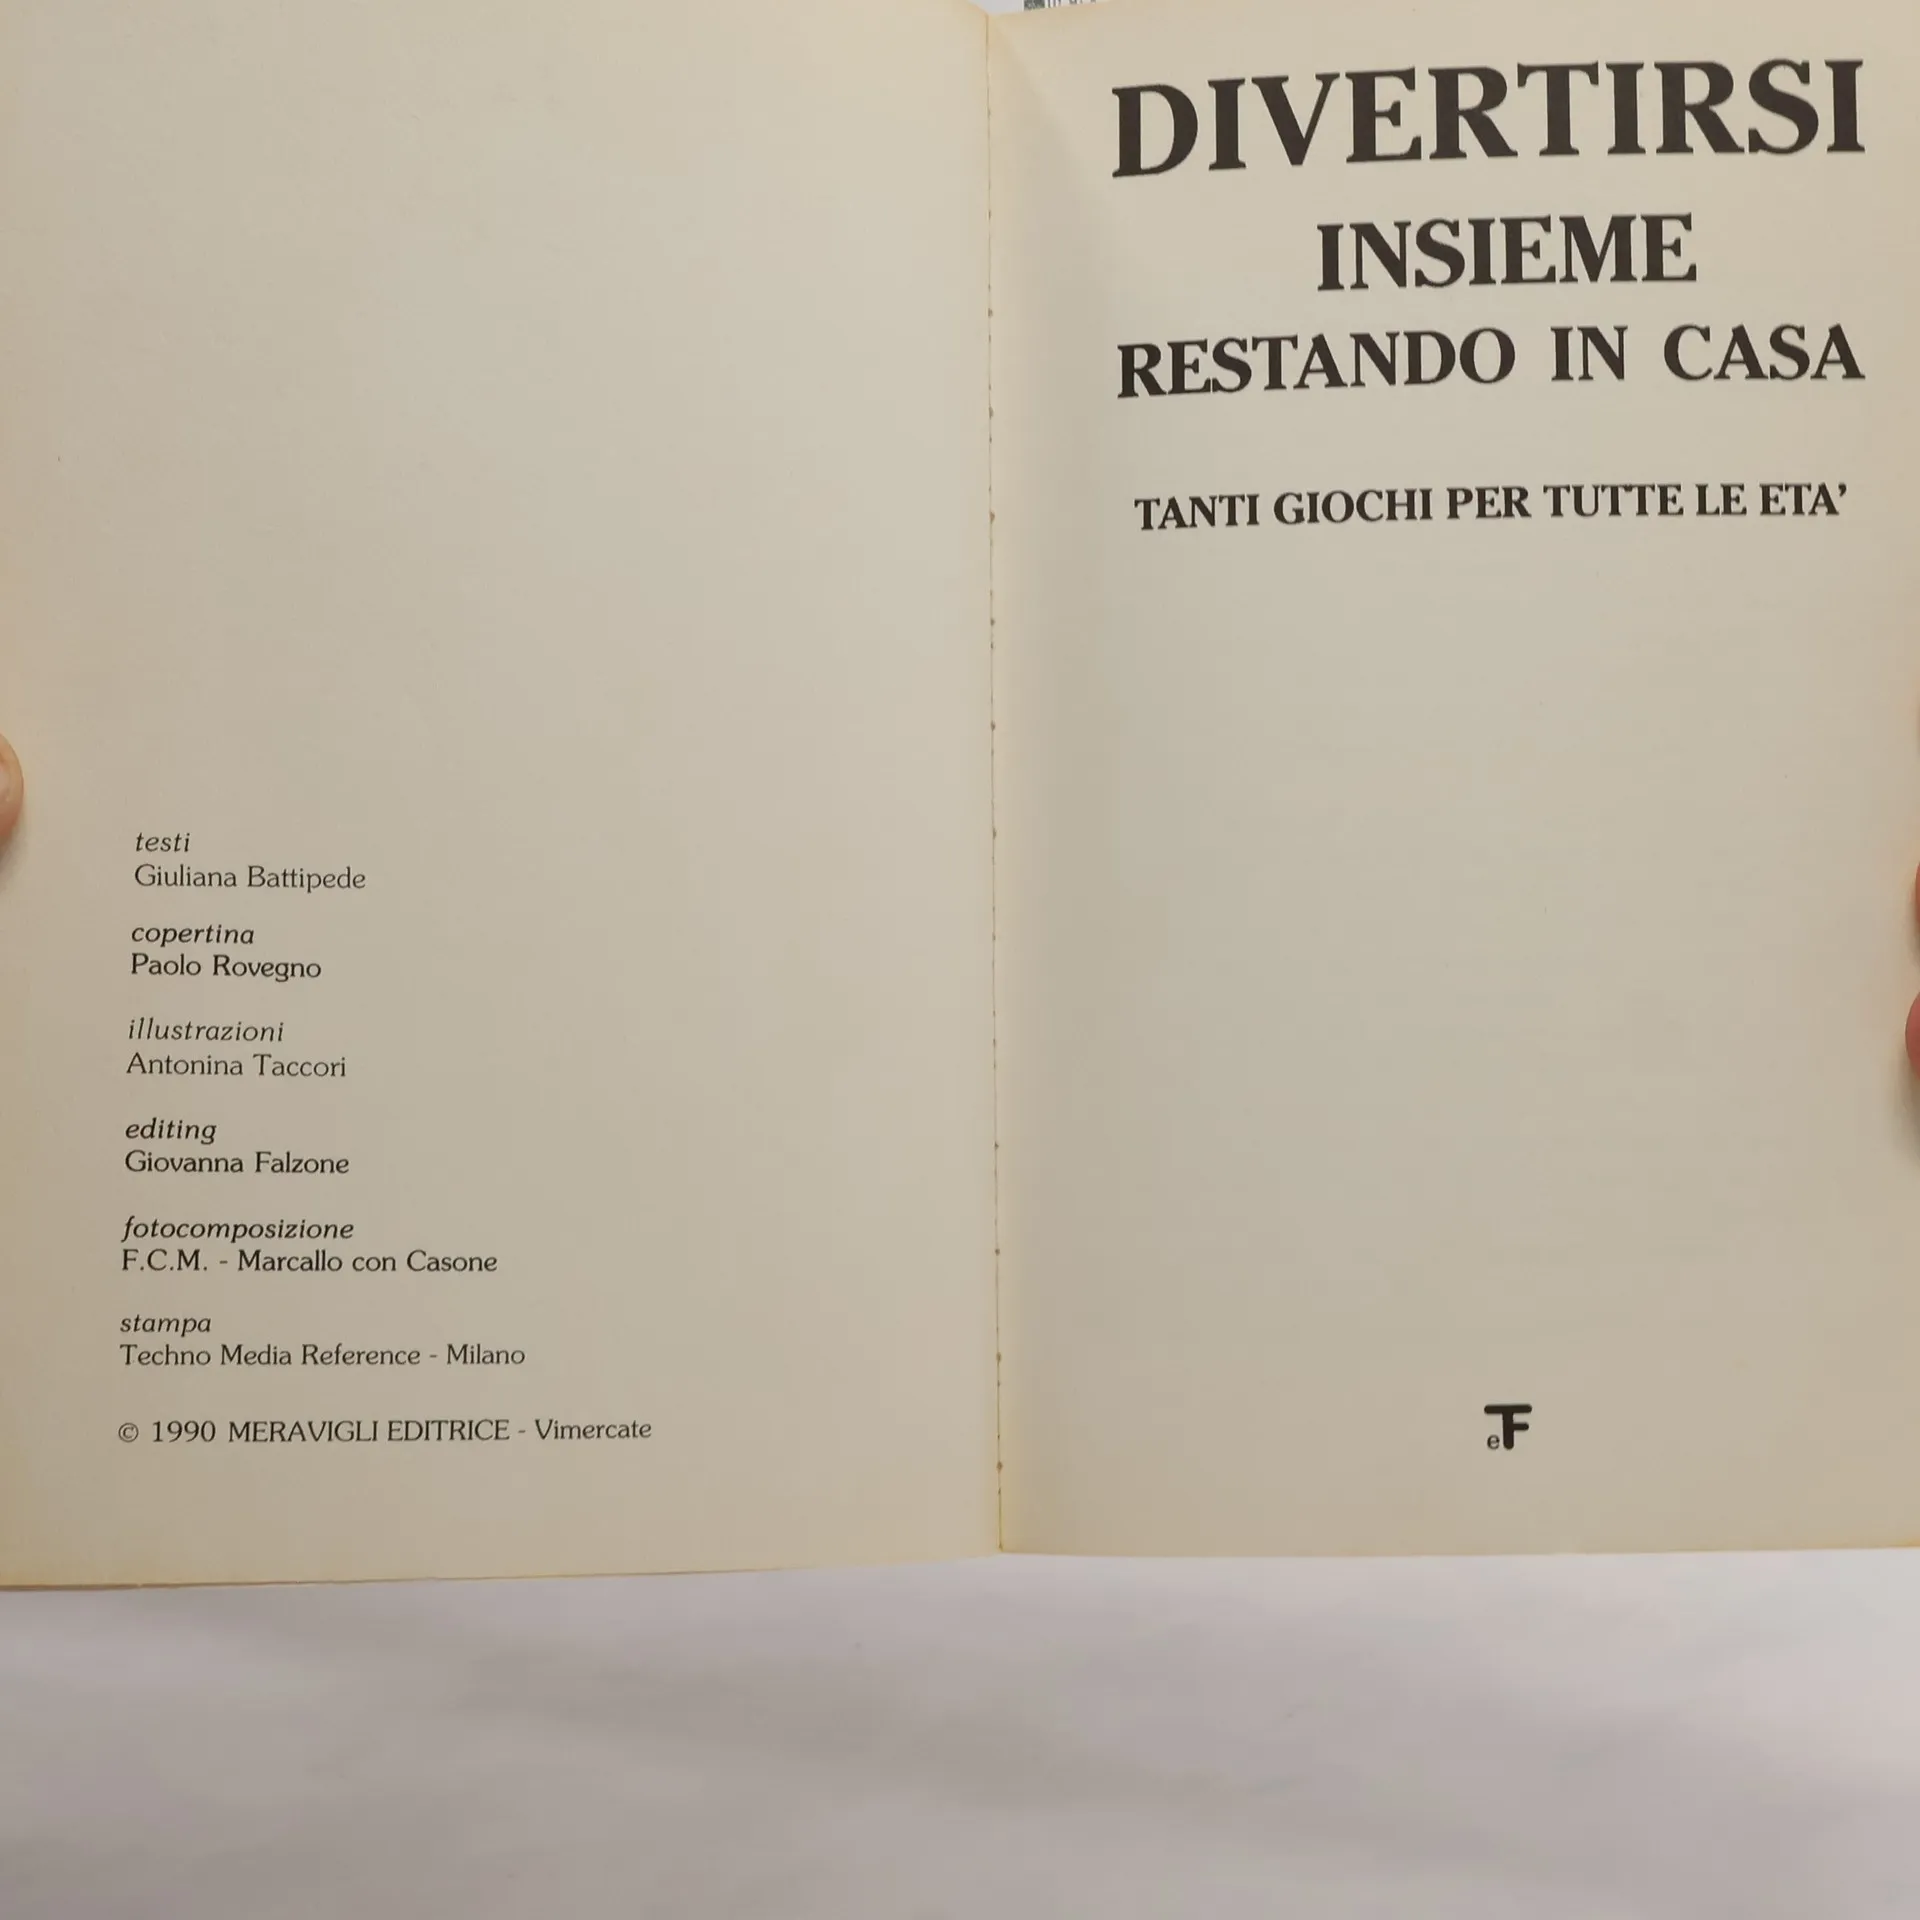 testi
Giuliana Battipede
copertina
Paolo Rovegno
illustrazioni
Antonina Taccori
editing
Giovanna Falzone
fotocomposizione
F.C.M. - Marcallo con Casone
stampa
Techno Media Reference - Milano
© 1990 MERAVIGLI EDITRICE - Vimercate
DIVERTIRSI
INSIEME
RESTANDO IN CASA
TANTI GIOCHI PER TUTTE LE ETA'
eTF